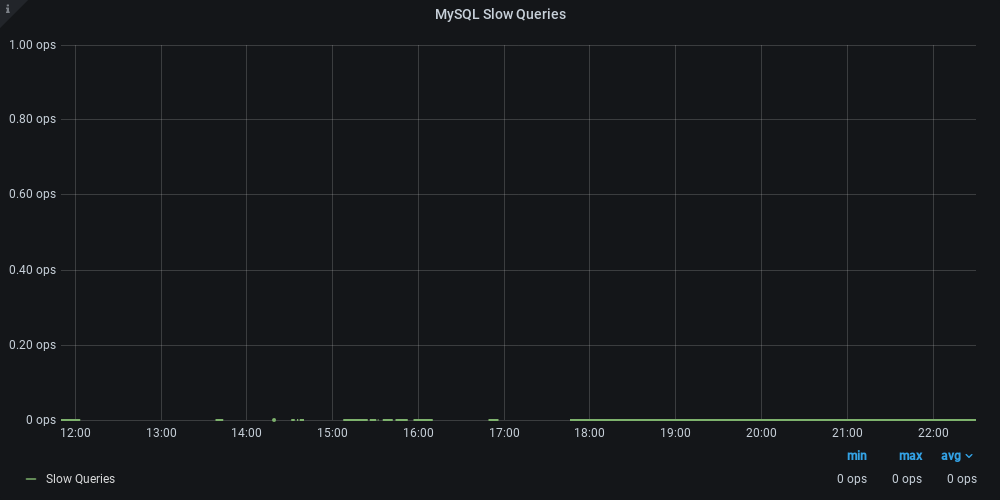 i
MySQL Slow Queries
1.00 ops
0.80 ops
0.60 ops
0.40 ops
0.20 ops
0 ops
12:00 13:00 14:00 15:00 16:00 17:00 18:00 19:00 20:00 21:00 22:00
min max avg
Slow Queries 0 ops 0 ops 0 ops